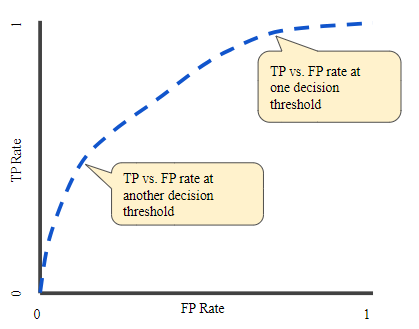 1
TP vs. FP rate at
one decision
threshold
TP Rate
TP vs. FP rate at
another decision
threshold
0
0
FP Rate
1